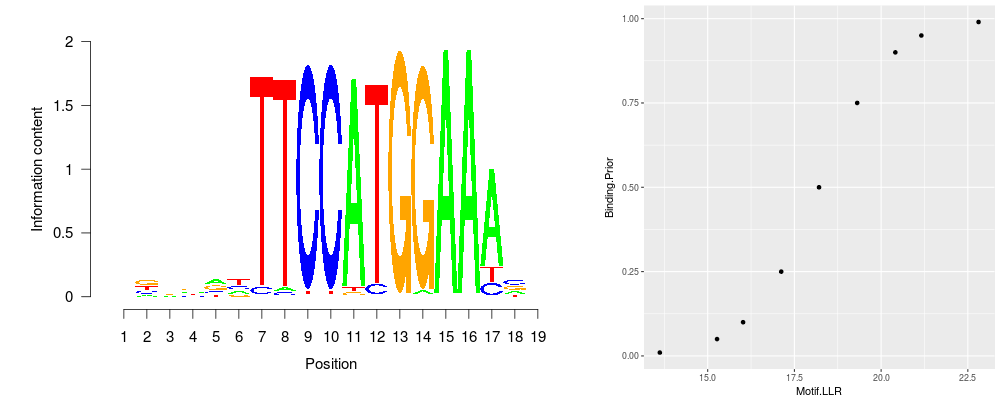 2
1.5
1
0.5
0
Information content
T T C C A T G G A A A
1 2 3 4 5 6 7 8 9 10 11 12 13 14 15 16 17 18 19
Position
1.00
0.75
0.50
0.25
0.00
Binding.Prior
15.0 17.5 20.0 22.5
Motif.LLR